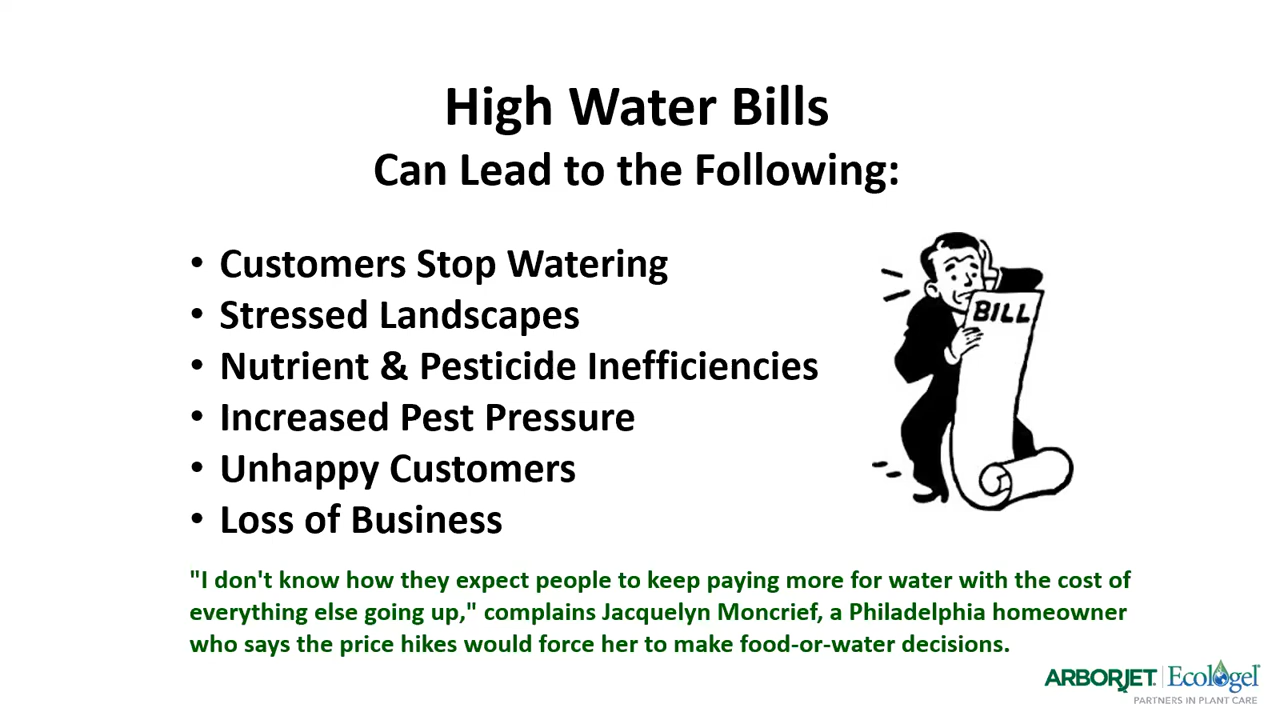 High Water Bills
Can Lead to the Following:
• Customers Stop Watering
• Stressed Landscapes
• Nutrient & Pesticide Inefficiencies
• Increased Pest Pressure
• Unhappy Customers
• Loss of Business
BILL
"I don't know how they expect people to keep paying more for water with the cost of
everything else going up," complains Jacquelyn Moncrief, a Philadelphia homeowner
who says the price hikes would force her to make food-or-water decisions.
ARBORJET | Ecologel
PARTNERS IN PLANT CARE